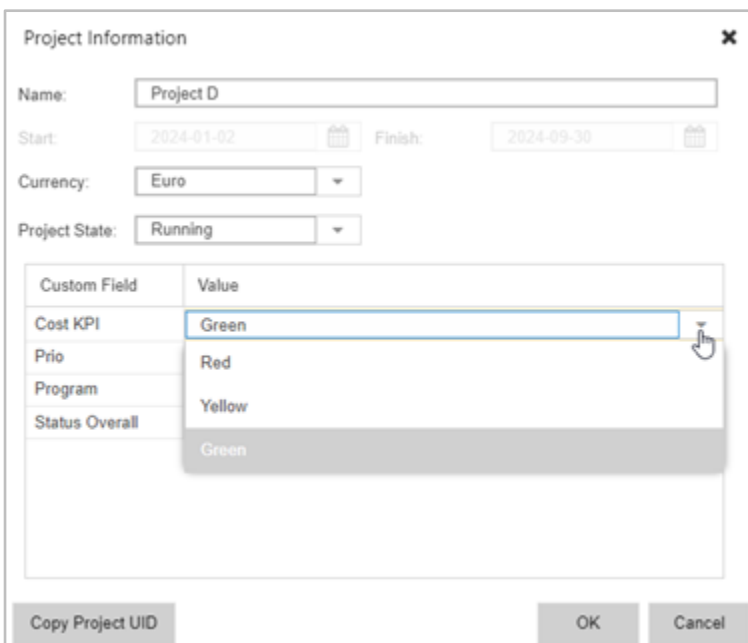 Project Information
Name: Project D
Start: 2024-01-02 Finish: 2024-09-30
Currency: Euro
Project State: Running
Custom Field Value
Cost KPI Green
Prio Red
Program Yellow
Status Overall Green
Copy Project UID OK Cancel